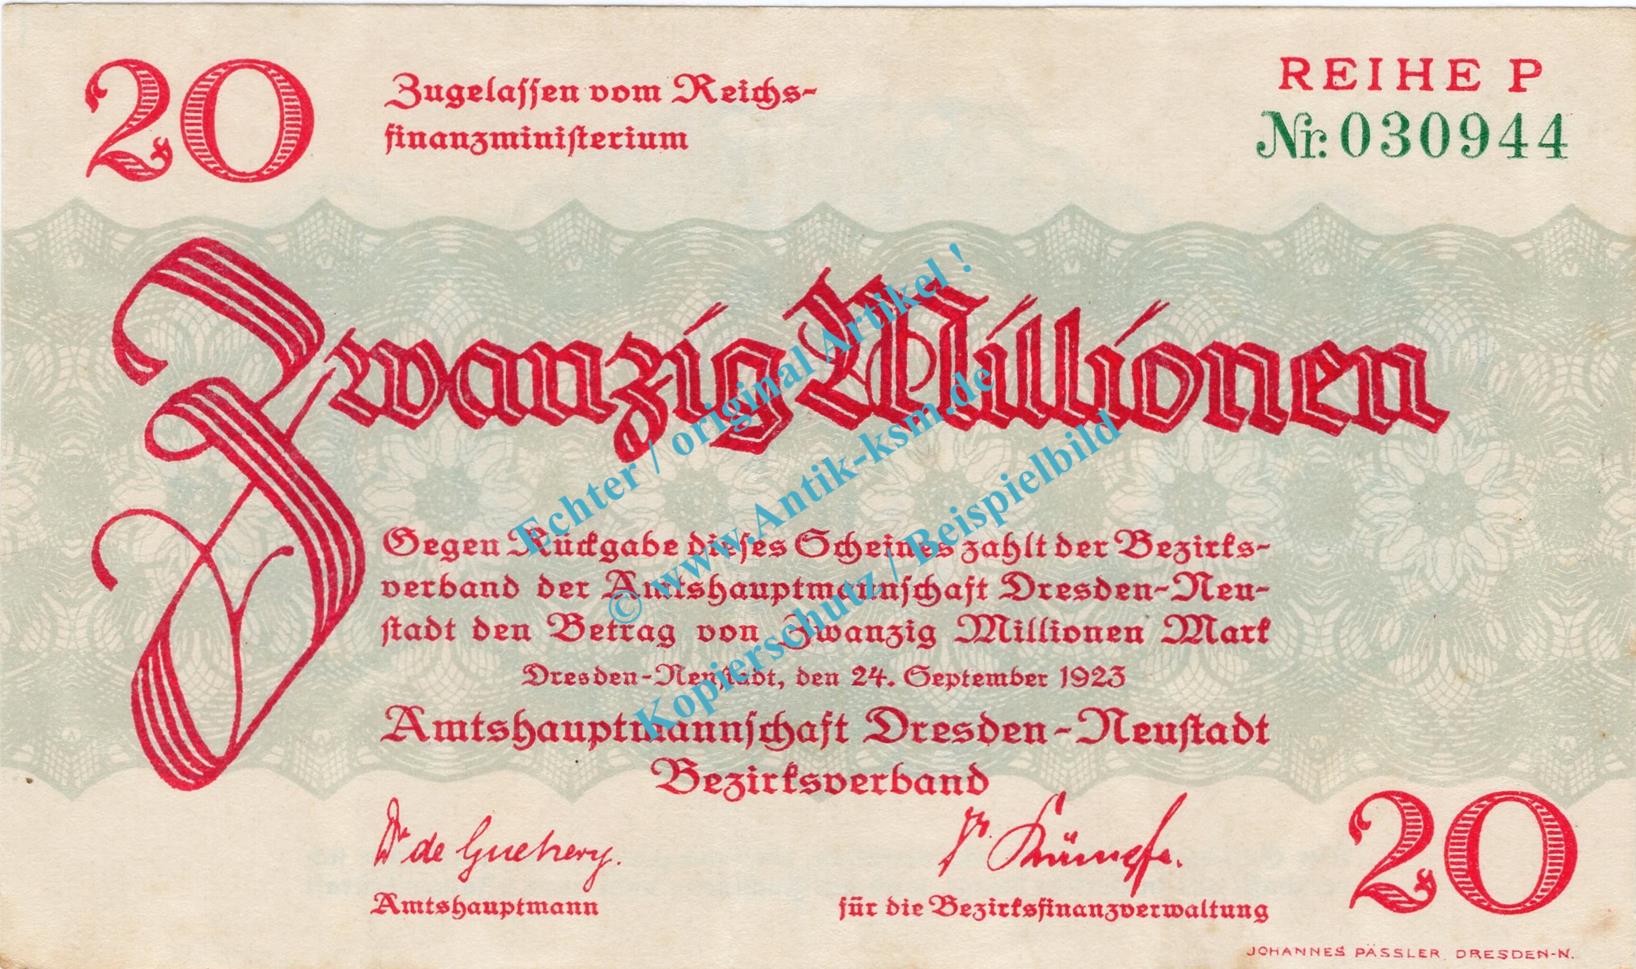 20
Zugelassen vom Reichs-
finanzministerium
REIHE P
Nr. 030944
Zwanzig Millionen
Gegen Rückgabe dieses Scheines zahlt der Bezirks-
verband der Amtshauptmannschaft Dresden-Neu-
stadt den Betrag von Zwanzig Millionen Mark
Dresden-Neustadt, den 24. September 1923
Amtshauptmannschaft Dresden-Neustadt
Bezirksverband
Dr de
Amtshauptmann
für die Bezirksfinanzverwaltung
20
JOHANNES PÄSSLER, DRESDEN-N.
Echter / original Artikel !
© www.Antik-ksm.de
Kopierschutz / Beispielbild